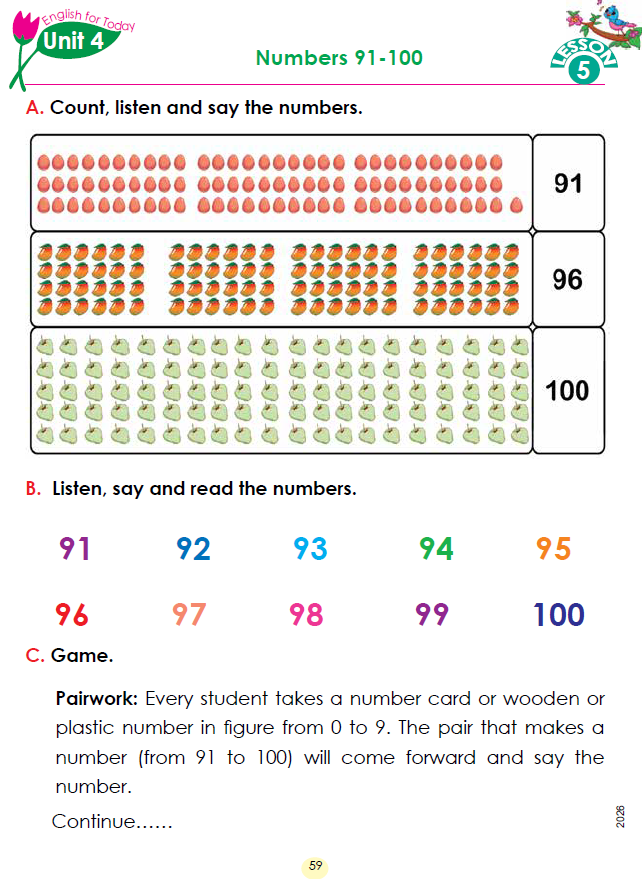 English for Today
Unit 4
Numbers 91-100
LESSON
5
A. Count, listen and say the numbers.
91
96
100
B. Listen, say and read the numbers.
91 92 93 94 95
96 97 98 99 100
C. Game.
Pairwork: Every student takes a number card or wooden or
plastic number in figure from 0 to 9. The pair that makes a
number (from 91 to 100) will come forward and say the
number.
Continue......
2026
59